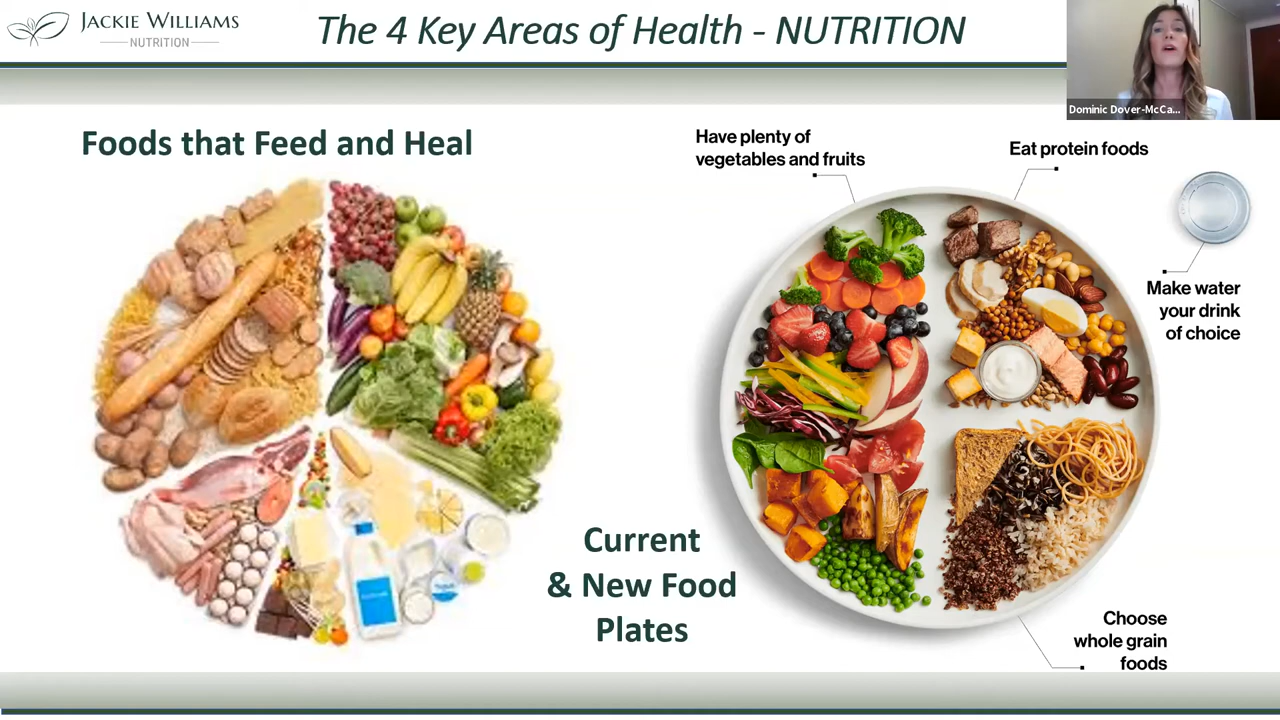 JACKIE WILLIAMS
NUTRITION
The 4 Key Areas of Health - NUTRITION
Dominic Dover-McCa...
Foods that Feed and Heal
Have plenty of
vegetables and fruits
Eat protein foods
Make water
your drink
of choice
Current
& New Food
Plates
Choose
whole grain
foods